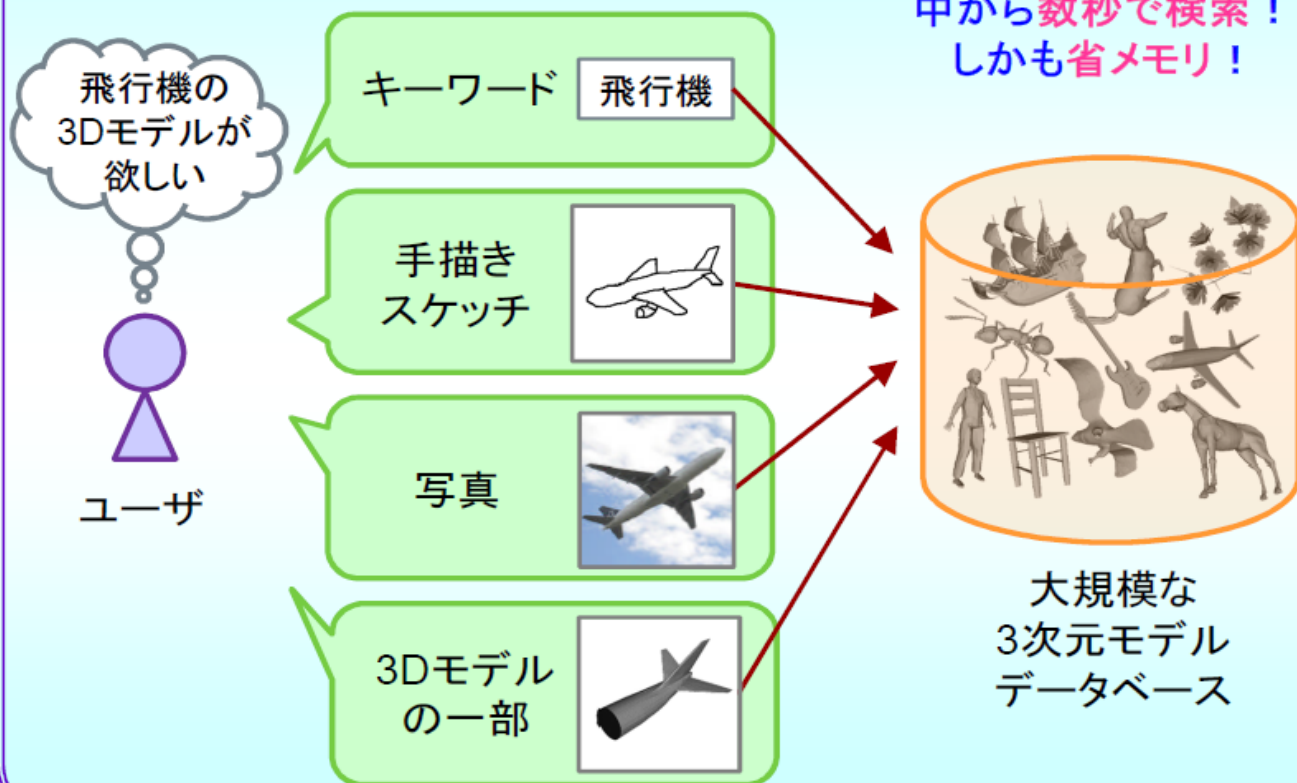 中から数秒で検索！
しかも省メモリ！
飛行機の
3Dモデルが
欲しい
ユーザ
キーワード 飛行機
手描き
スケッチ
写真
3Dモデル
の一部
大規模な
3次元モデル
データベース